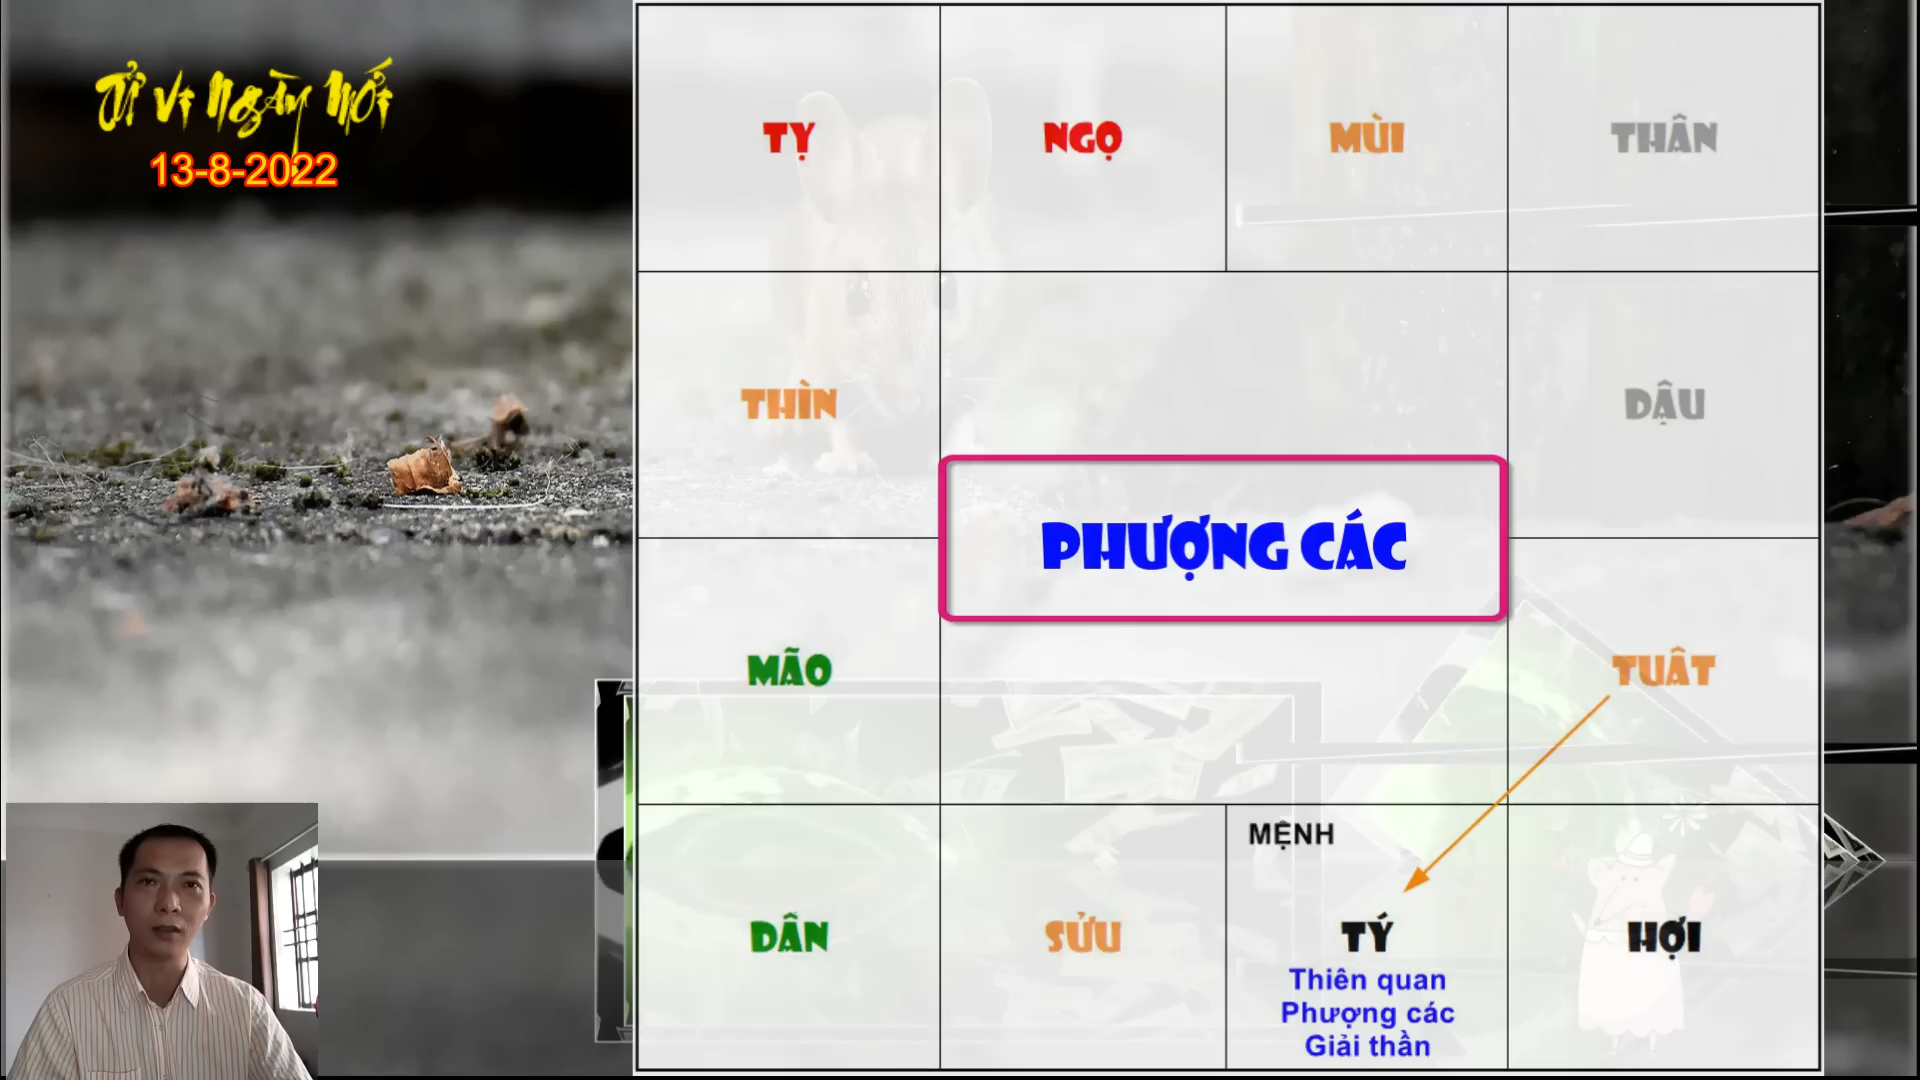 Tử Vi Ngày Mới
13-8-2022
TỴ
NGỌ
MÙI
THÂN
THÌN
DẬU
PHƯỢNG CÁC
MÃO
TUẤT
MỆNH
DẦN
SỬU
TÝ
HỢI
Thiên quan
Phượng các
Giải thần